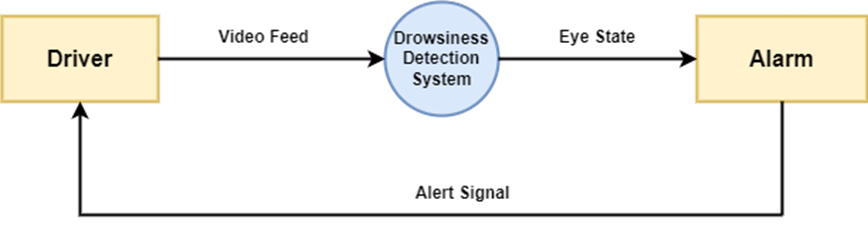 Driver
Video Feed
Drowsiness
Detection
System
Eye State
Alarm
Alert Signal